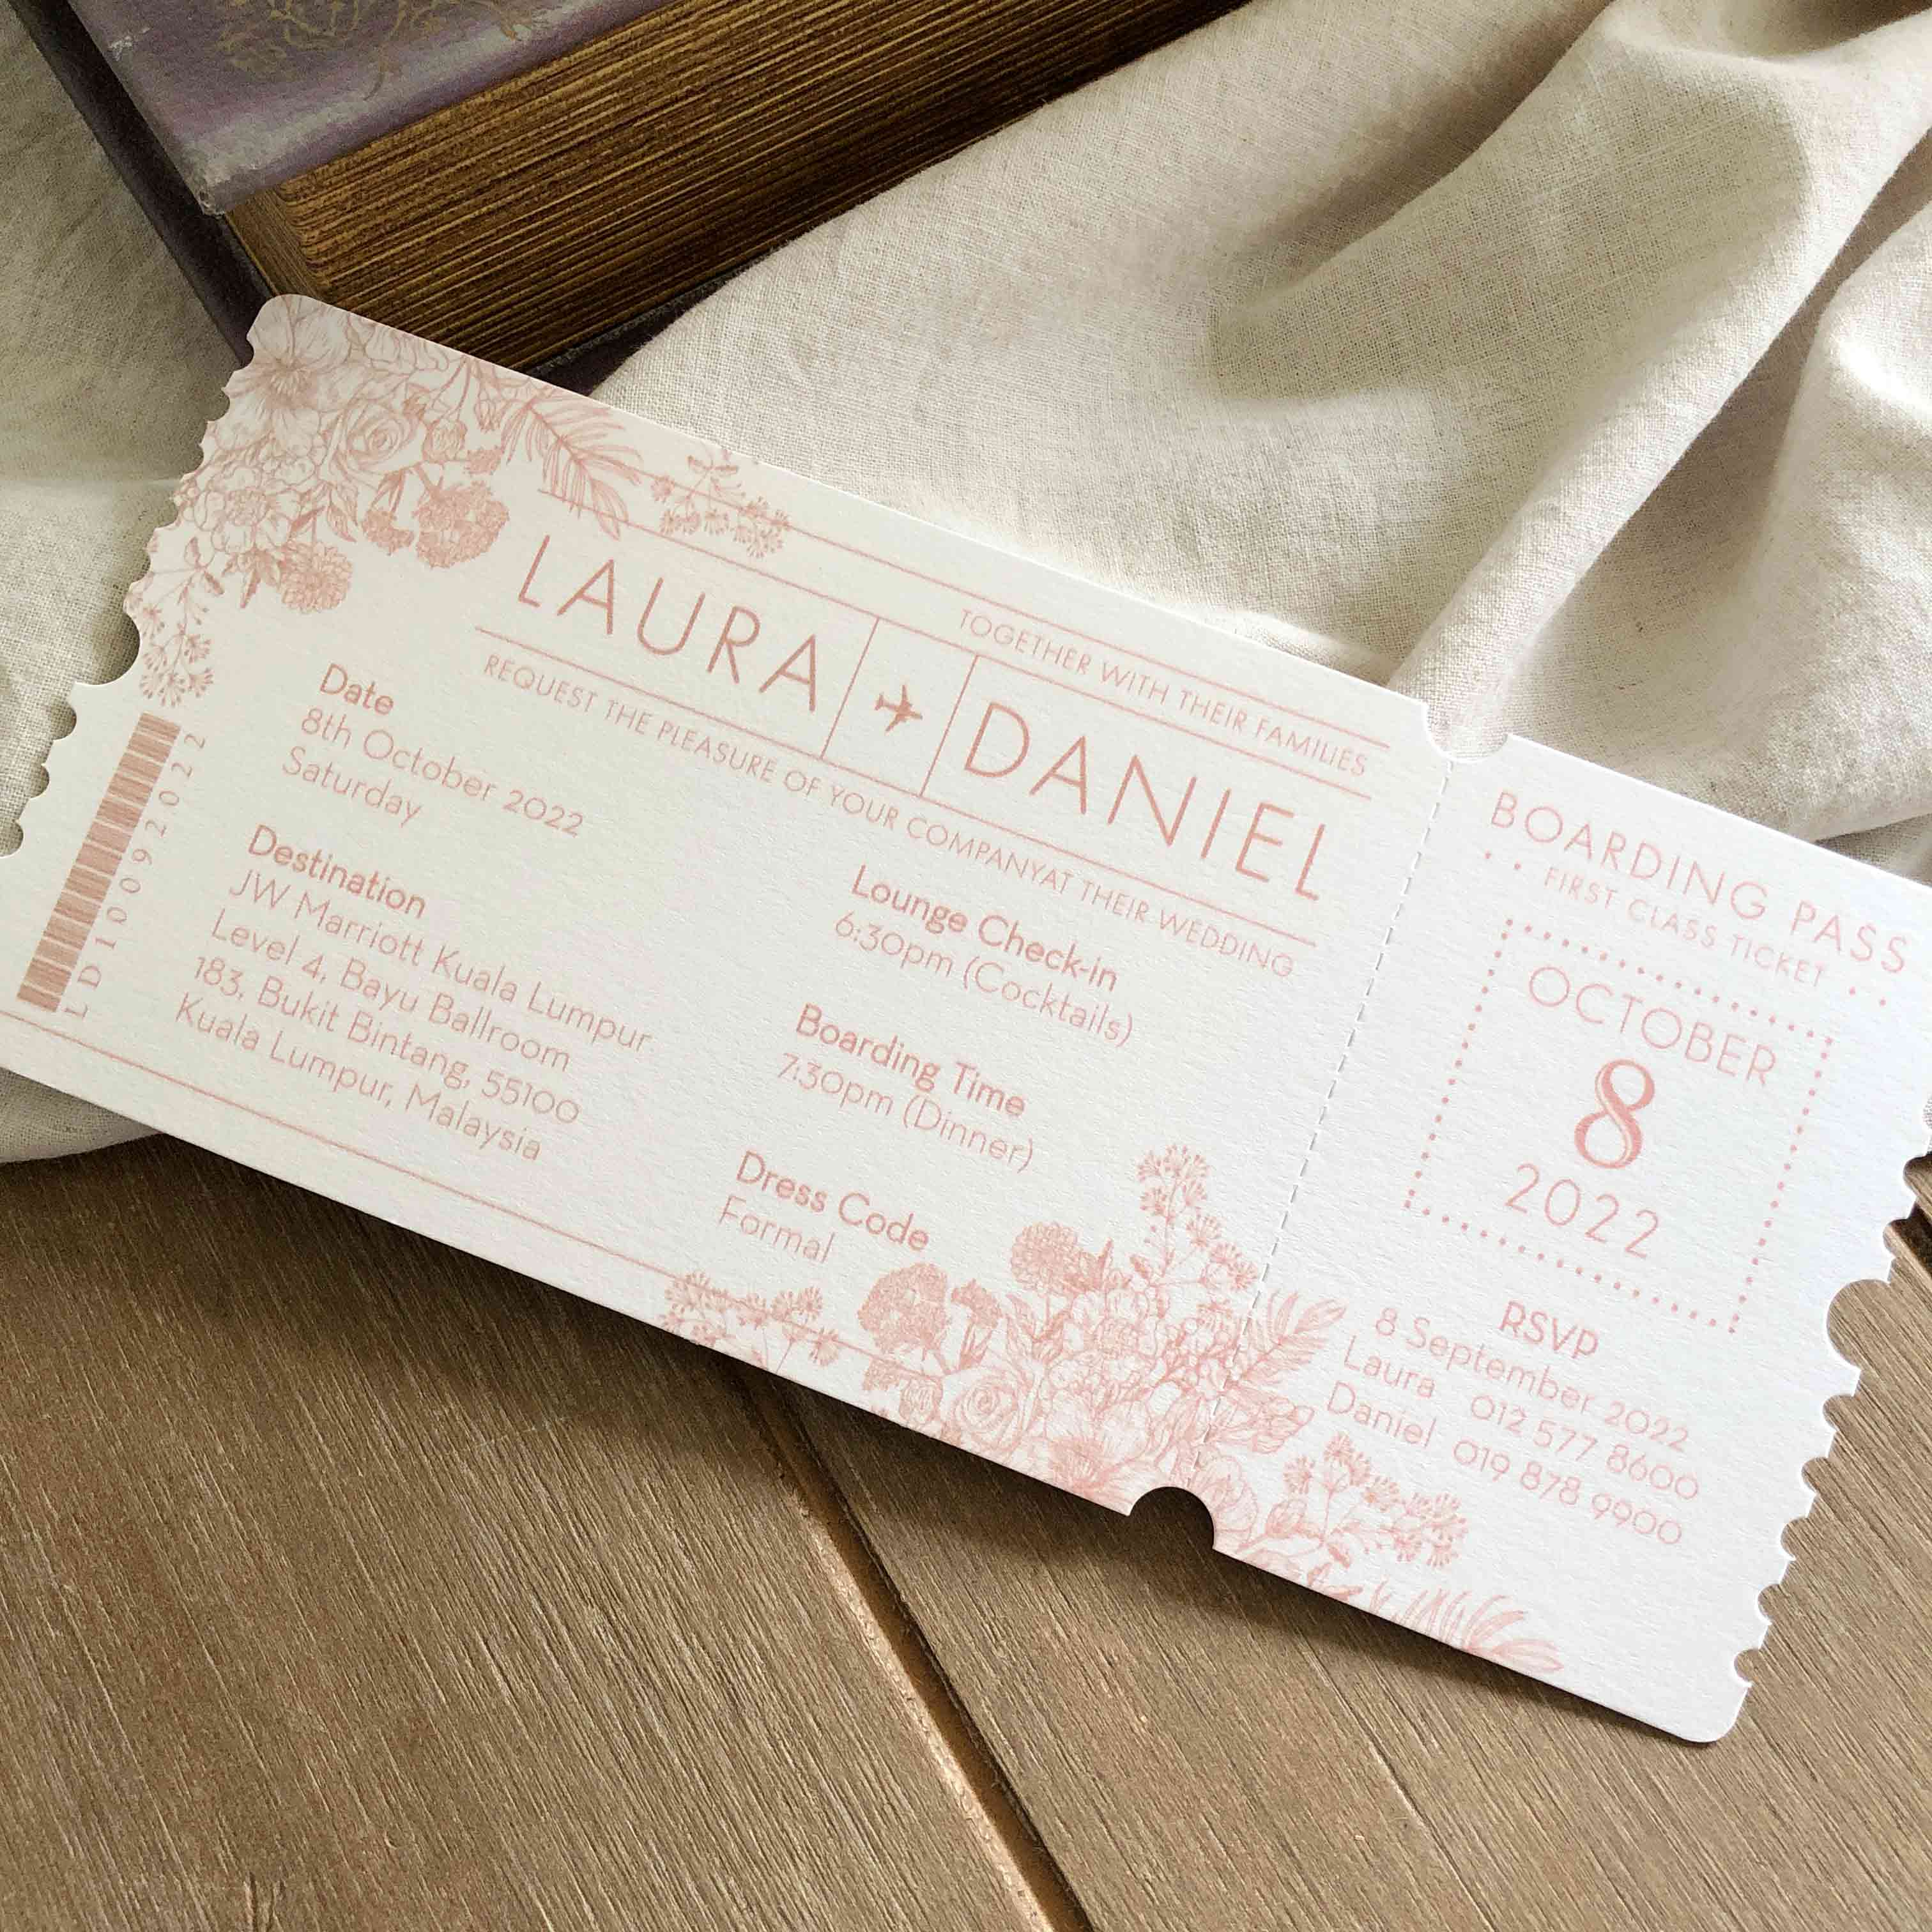 TOGETHER WITH THEIR FAMILIES
LAURA DANIEL
REQUEST THE PLEASURE OF YOUR COMPANYAT THEIR WEDDING
Date
8th October 2022
Saturday
Destination
JW Marriott Kuala Lumpur
Level 4, Bayu Ballroom
183, Bukit Bintang, 55100
Kuala Lumpur, Malaysia
Lounge Check-in
6:30pm (Cocktails)
Boarding Time
7:30pm (Dinner)
Dress Code
Formal
LD10092022
BOARDING PASS
FIRST CLASS TICKET
OCTOBER
8
2022
RSVP
8 September 2022
Laura 012 577 8600
Daniel 019 878 9900